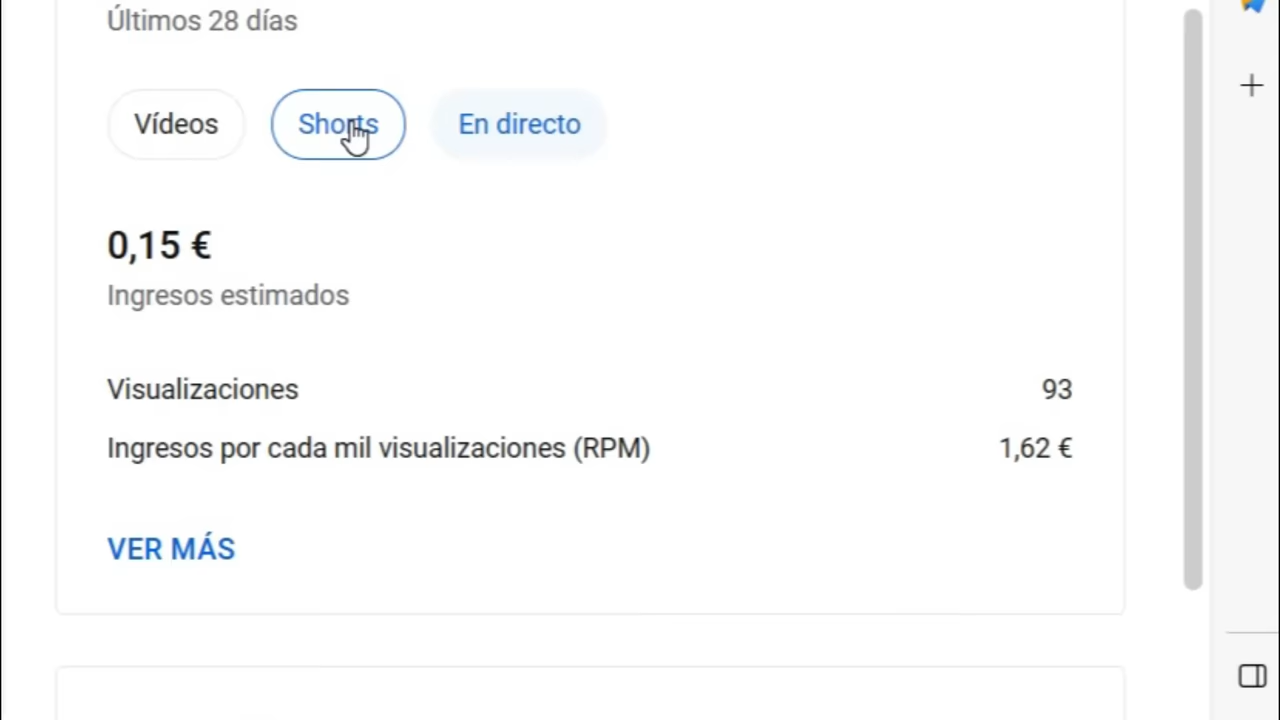 Últimos 28 días
Vídeos Shorts En directo
0,15 €
Ingresos estimados
Visualizaciones 93
Ingresos por cada mil visualizaciones (RPM) 1,62 €
VER MÁS